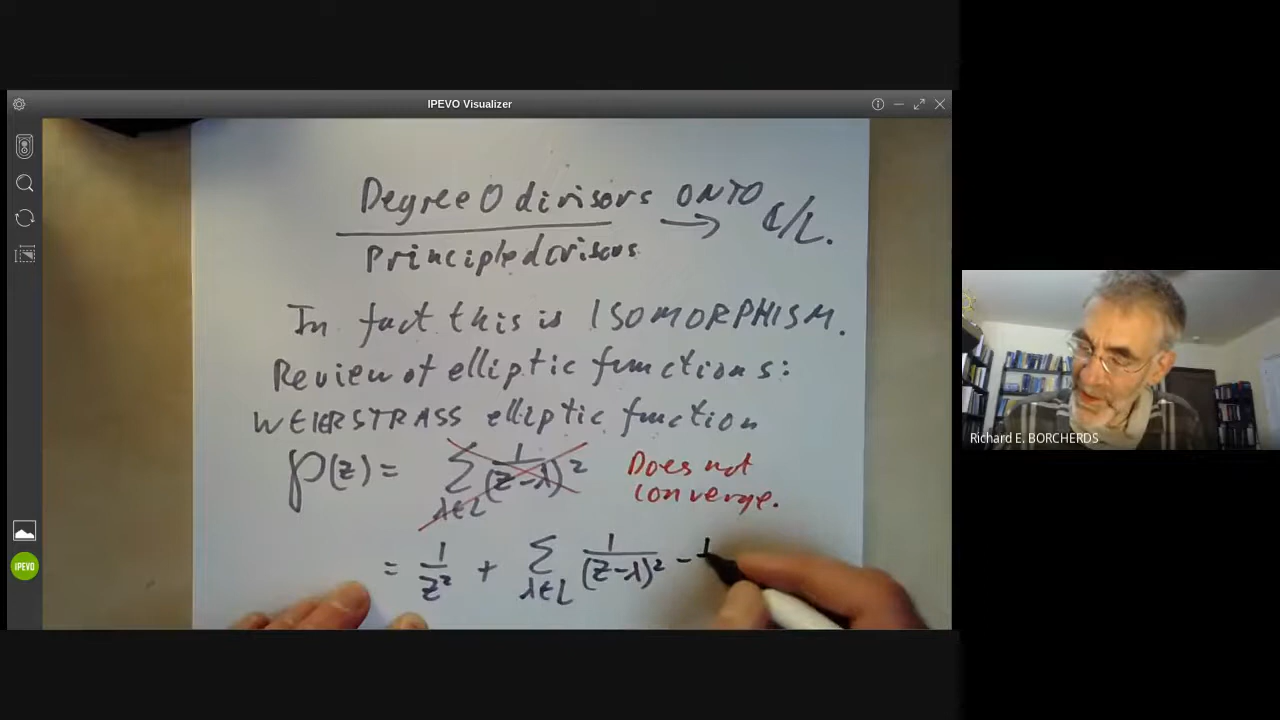 IPEVO Visualizer
Degree 0 divisors ONTO
→ ℂ/L.
Principle divisors
In fact this is ISOMORPHISM.
Review of elliptic functions:
WEIERSTRASS elliptic function
℘(z) = ∑_{λ∈L} 1/(z-λ)² Does not
converge.
= 1/z² + ∑_{λ∈L} 1/(z-λ)² - 1
IPEVO
Richard E. BORCHERDS